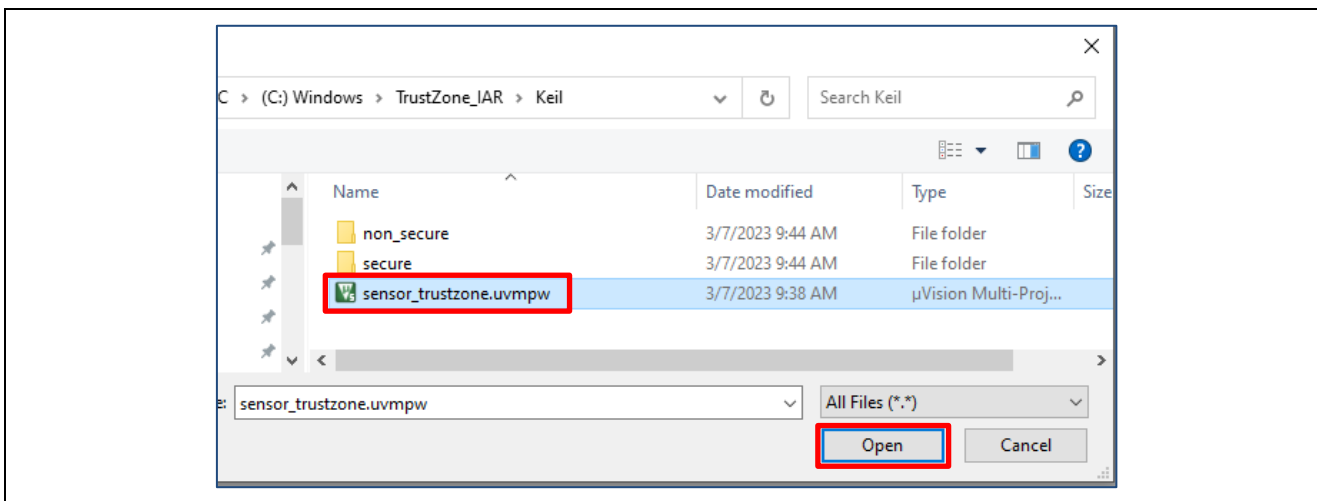 C > (C:) Windows > TrustZone_IAR > Keil Search Keil
Name Date modified Type Size
non_secure 3/7/2023 9:44 AM File folder
secure 3/7/2023 9:44 AM File folder
sensor_trustzone.uvmpw 3/7/2023 9:38 AM µVision Multi-Proj...
e: sensor_trustzone.uvmpw All Files (*.*)
Open Cancel